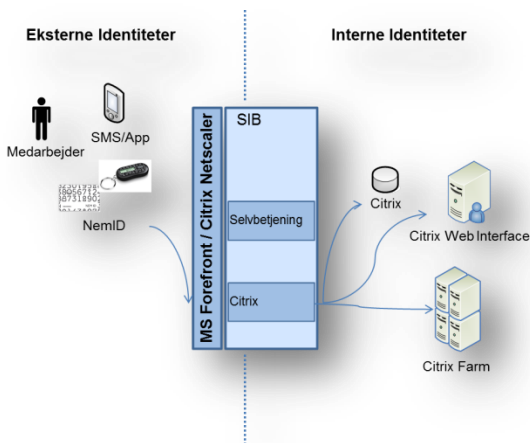 Eksterne Identiteter
Interne Identiteter
SMS/App
Medarbejder
NemID
MS Forefront / Citrix Netscaler
SIB
Selvbetjening
Citrix
Citrix
Citrix Web Interface
Citrix Farm